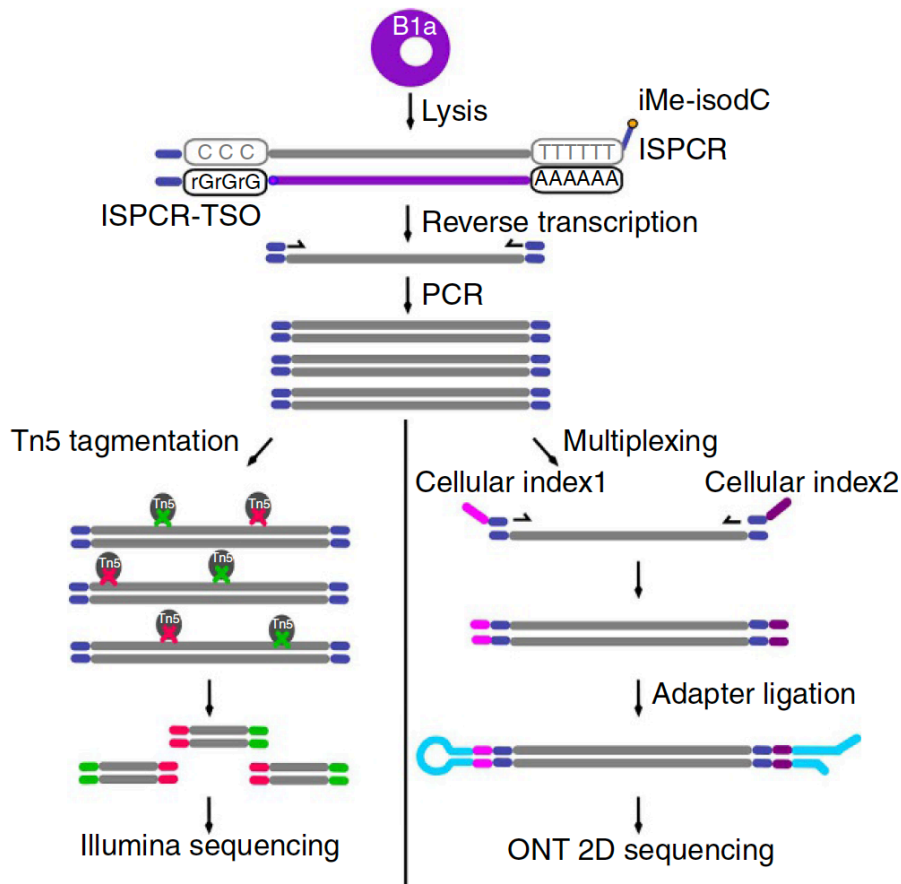 B1a
Lysis
iMe-isodC
C C C
TTTTTT
ISPCR
rGrGrG
AAAAAA
ISPCR-TSO
Reverse transcription
PCR
Tn5 tagmentation
Multiplexing
Cellular index1
Cellular index2
Tn5
Tn5
Tn5
Tn5
Tn5
Tn5
Adapter ligation
Illumina sequencing
ONT 2D sequencing